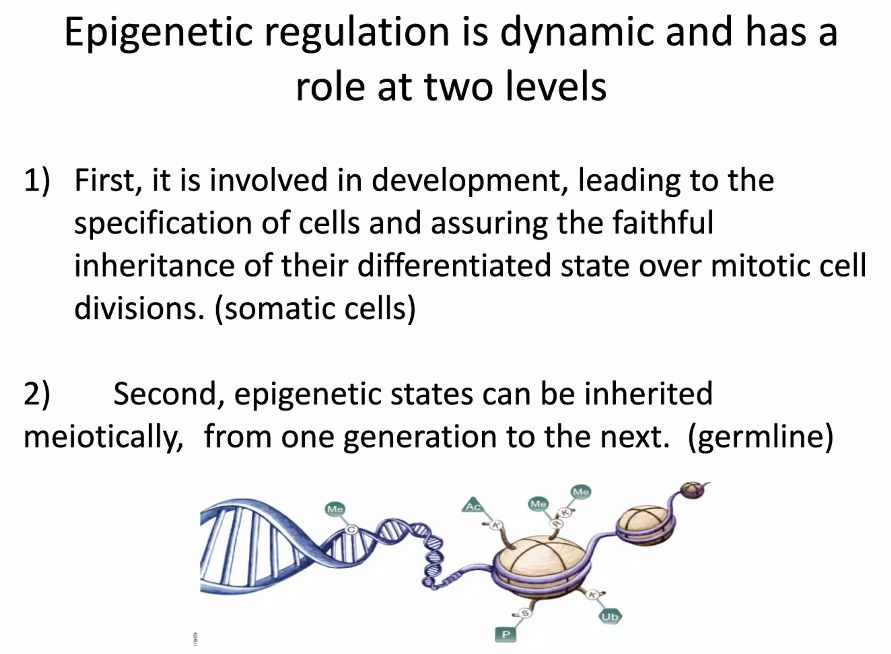 Epigenetic regulation is dynamic and has a
role at two levels
1) First, it is involved in development, leading to the
specification of cells and assuring the faithful
inheritance of their differentiated state over mitotic cell
divisions. (somatic cells)
2) Second, epigenetic states can be inherited
meiotically, from one generation to the next. (germline)
Me
C
Ac
K
Me
Me
R
K
S
K
P
Ub